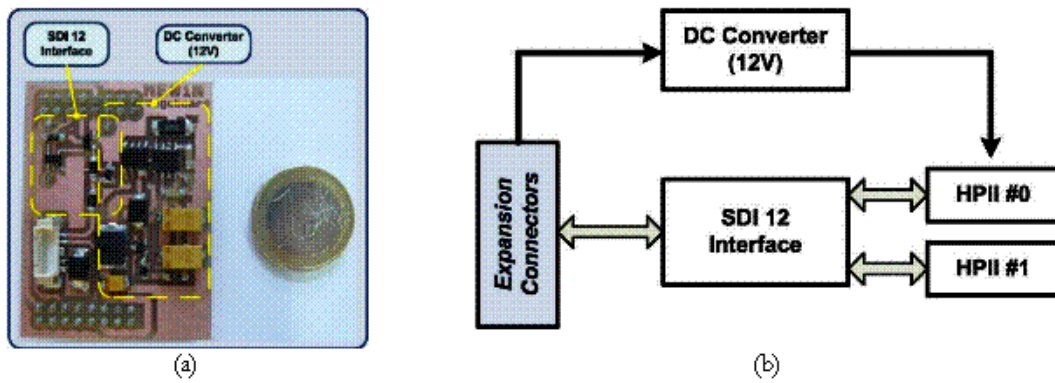 SDI 12
Interface
DC Converter
(12V)
DC Converter
(12V)
Expansion
Connectors
SDI 12
Interface
HPII #0
HPII #1
(a)
(b)